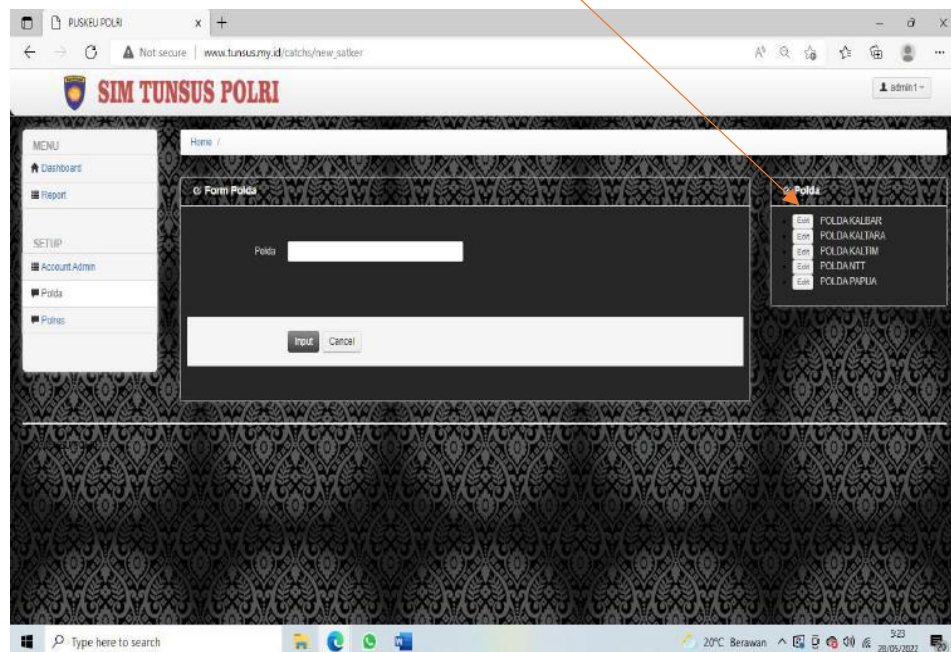 PUSKEU POLRI
Not secure | www.tunsus.my.id/catchs/new_satker
SIM TUNSUS POLRI
admin1
MENU
Dashboard
Report
SETUP
Account Admin
Polda
Polres
Home /
Form Polda
Polda
Input Cancel
Polda
Edit POLDA KALBAR
Edit POLDA KALTARA
Edit POLDA KALTIM
Edit POLDA NTT
Edit POLDA PAPUA
Type here to search
20°C Berawan
5:23
28/05/2022